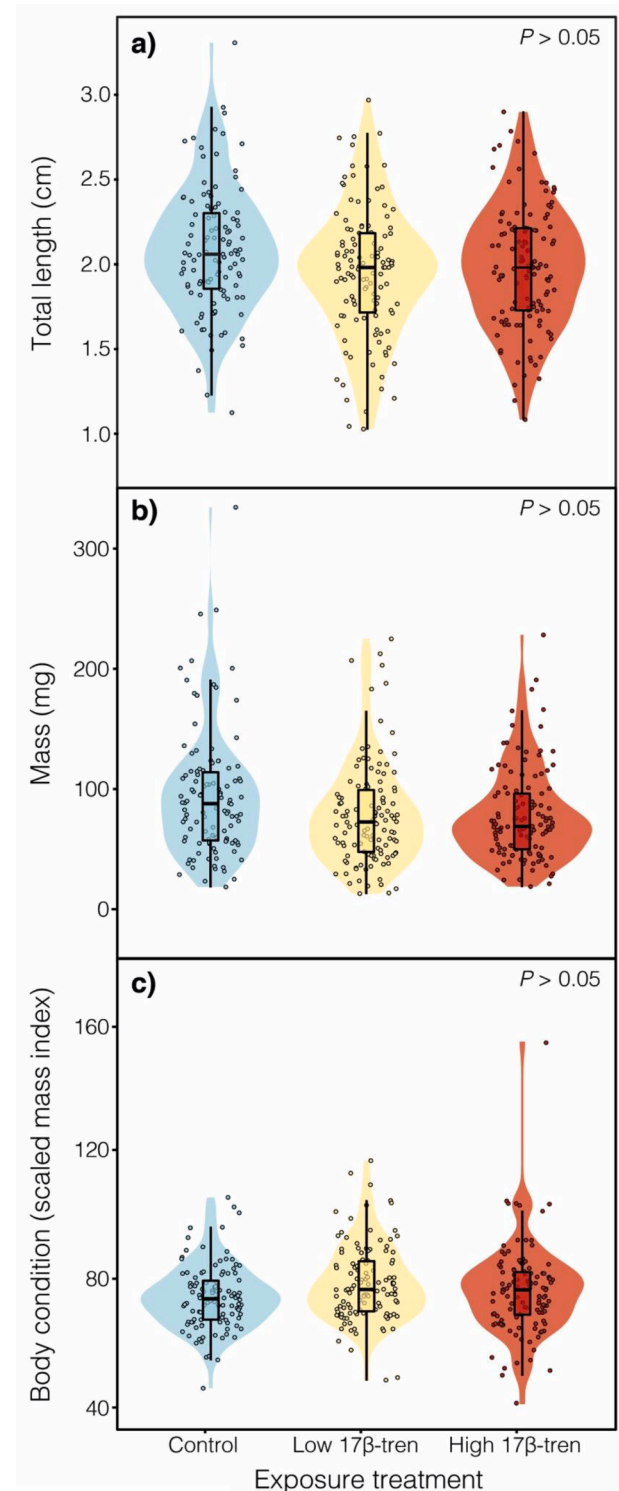 a)
P > 0.05
3.0
2.5
2.0
1.5
1.0
Total length (cm)
b)
P > 0.05
300
200
100
0
Mass (mg)
c)
P > 0.05
160
120
80
40
Body condition (scaled mass index)
Control Low 17β-tren High 17β-tren
Exposure treatment